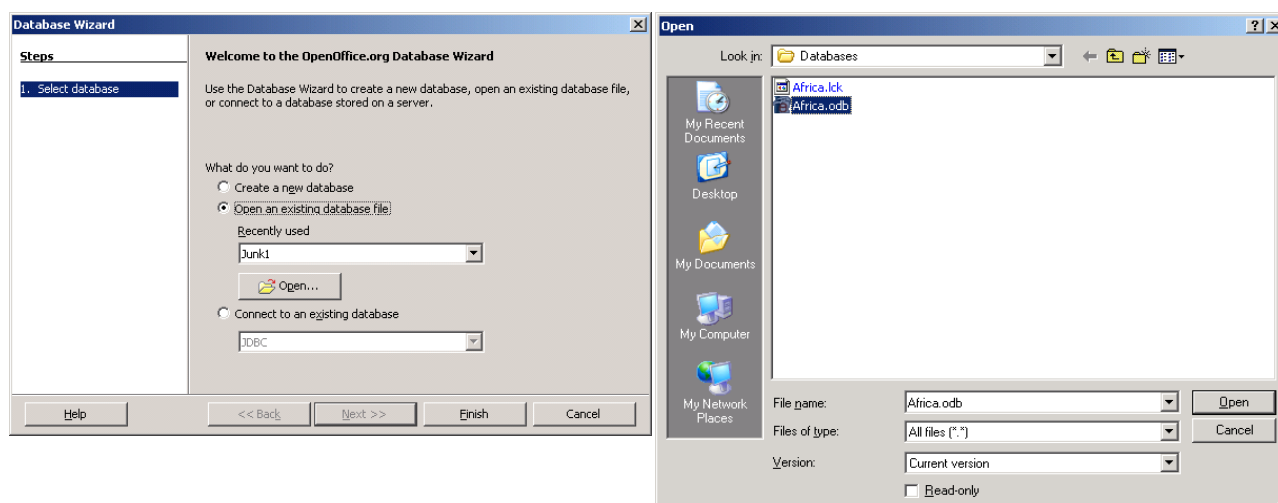 Database Wizard
Steps
1. Select database
Welcome to the OpenOffice.org Database Wizard
Use the Database Wizard to create a new database, open an existing database file,
or connect to a database stored on a server.
What do you want to do?
Create a new database
Open an existing database file
Recently used
Junk1
Open...
Connect to an existing database
JDBC
Help
<< Back
Next >>
Finish
Cancel
Open
Look in:
Databases
My Recent
Documents
Desktop
My Documents
My Computer
My Network
Places
Africa.lck
Africa.odb
File name:
Africa.odb
Open
Files of type:
All files (*.*)
Cancel
Version:
Current version
Read-only